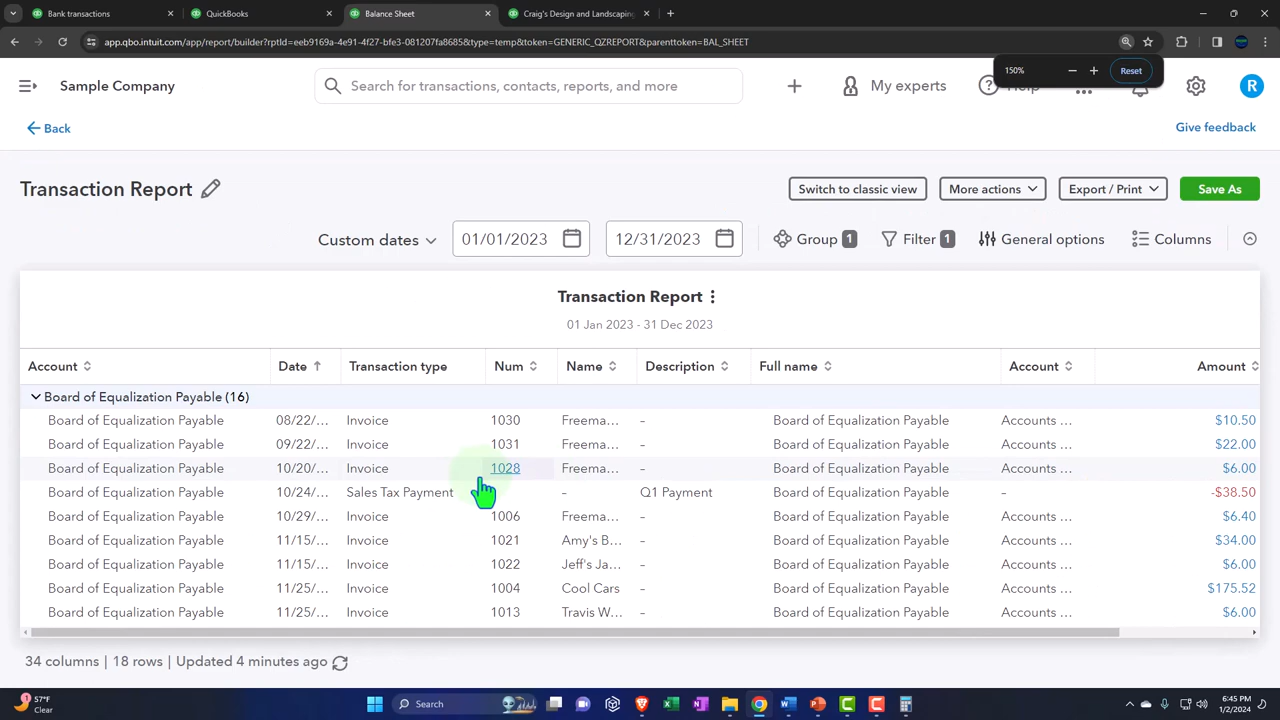 Bank transactions
QuickBooks
Balance Sheet
Craig's Design and Landscaping
qbo.intuit.com/app/report/builder?rptId=eeb9169a-4e91-4f27-bfe3-081207fa8685&type=temp&token=GENERIC_QZREPORT&parenttoken=BAL_SHEET
150% Reset
Sample Company
Search for transactions, contacts, reports, and more
My experts
Help
R
Back
Give feedback
Transaction Report
Switch to classic view
More actions
Export / Print
Save As
Custom dates 01/01/2023 12/31/2023 Group 1 Filter 1 General options Columns
Transaction Report
01 Jan 2023 - 31 Dec 2023
Account Date Transaction type Num Name Description Full name Account Amount
Board of Equalization Payable (16)
Board of Equalization Payable 08/22/... Invoice 1030 Freema... – Board of Equalization Payable Accounts ... $10.50
Board of Equalization Payable 09/22/... Invoice 1031 Freema... – Board of Equalization Payable Accounts ... $22.00
Board of Equalization Payable 10/20/... Invoice 1028 Freema... – Board of Equalization Payable Accounts ... $6.00
Board of Equalization Payable 10/24/... Sales Tax Payment – Q1 Payment Board of Equalization Payable – -$38.50
Board of Equalization Payable 10/29/... Invoice 1006 Freema... – Board of Equalization Payable Accounts ... $6.40
Board of Equalization Payable 11/15/... Invoice 1021 Amy's B... – Board of Equalization Payable Accounts ... $34.00
Board of Equalization Payable 11/15/... Invoice 1022 Jeff's Ja... – Board of Equalization Payable Accounts ... $6.00
Board of Equalization Payable 11/25/... Invoice 1004 Cool Cars – Board of Equalization Payable Accounts ... $175.52
Board of Equalization Payable 11/25/... Invoice 1013 Travis W... – Board of Equalization Payable Accounts ... $6.00
34 columns | 18 rows | Updated 4 minutes ago
57°F
Clear
Search
6:45 PM
1/2/2024